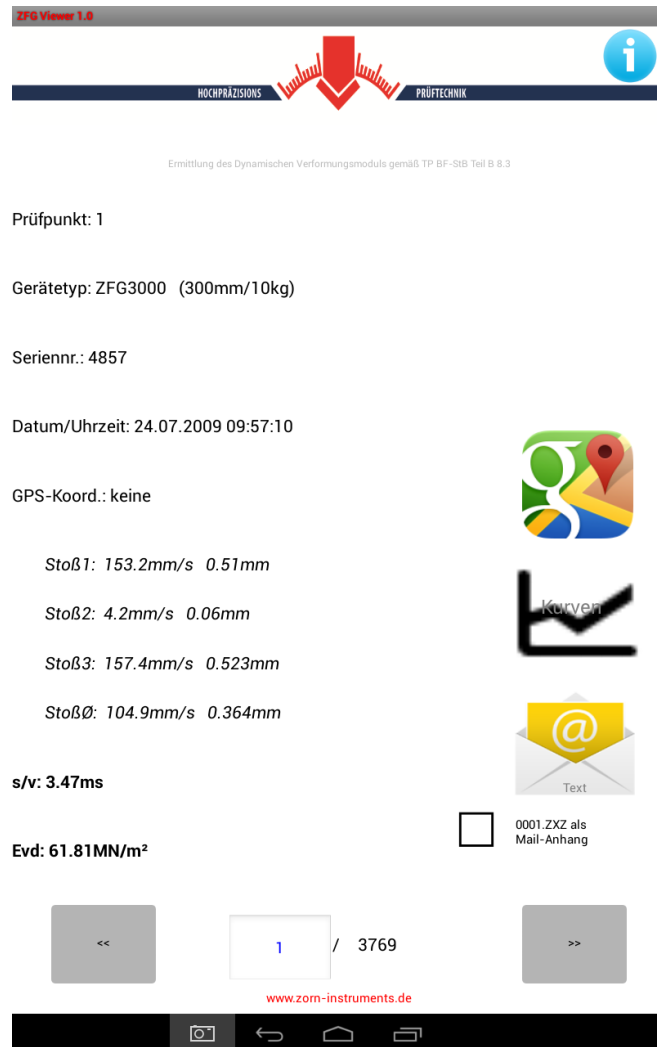 ZFG Viewer 1.0
HOCHPRÄZISIONS PRÜFTECHNIK
Ermittlung des Dynamischen Verformungsmoduls gemäß TP BF-StB Teil B 8.3
Prüfpunkt: 1
Gerätetyp: ZFG3000 (300mm/10kg)
Seriennr.: 4857
Datum/Uhrzeit: 24.07.2009 09:57:10
GPS-Koord.: keine
Stoß1: 153.2mm/s 0.51mm
Kurven
Stoß2: 4.2mm/s 0.06mm
Stoß3: 157.4mm/s 0.523mm
StoßØ: 104.9mm/s 0.364mm
s/v: 3.47ms
Text
0001.ZXZ als
Mail-Anhang
Evd: 61.81MN/m²
<< 1 / 3769 >>
www.zorn-instruments.de